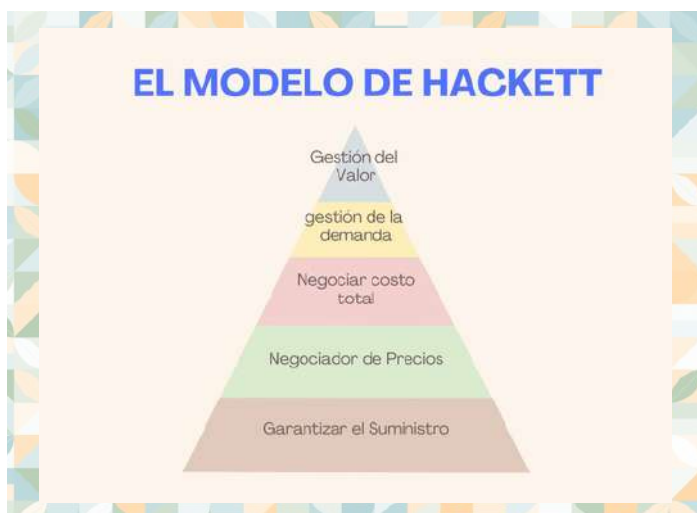 EL MODELO DE HACKETT
Gestión del
Valor
gestión de la
demanda
Negociar costo
total
Negociador de Precios
Garantizar el Suministro